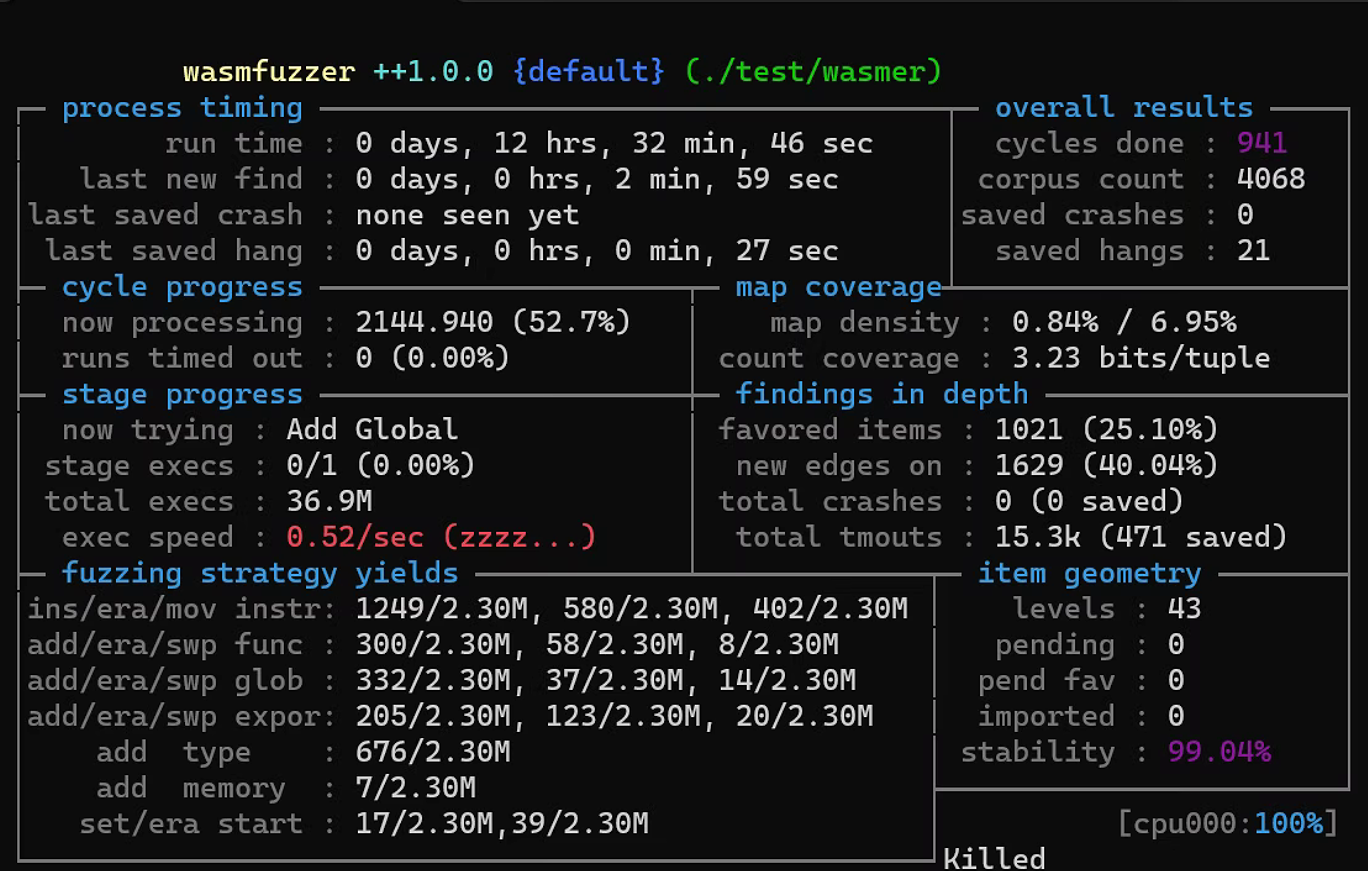 wasmfuzzer ++1.0.0 {default} (./test/wasmer)
process timing overall results
run time : 0 days, 12 hrs, 32 min, 46 sec cycles done : 941
last new find : 0 days, 0 hrs, 2 min, 59 sec corpus count : 4068
last saved crash : none seen yet saved crashes : 0
last saved hang : 0 days, 0 hrs, 0 min, 27 sec saved hangs : 21
cycle progress map coverage
now processing : 2144.940 (52.7%) map density : 0.84% / 6.95%
runs timed out : 0 (0.00%) count coverage : 3.23 bits/tuple
stage progress findings in depth
now trying : Add Global favored items : 1021 (25.10%)
stage execs : 0/1 (0.00%) new edges on : 1629 (40.04%)
total execs : 36.9M total crashes : 0 (0 saved)
exec speed : 0.52/sec (zzzz...) total tmouts : 15.3k (471 saved)
fuzzing strategy yields item geometry
ins/era/mov instr: 1249/2.30M, 580/2.30M, 402/2.30M levels : 43
add/era/swp func : 300/2.30M, 58/2.30M, 8/2.30M pending : 0
add/era/swp glob : 332/2.30M, 37/2.30M, 14/2.30M pend fav : 0
add/era/swp expor: 205/2.30M, 123/2.30M, 20/2.30M imported : 0
add type : 676/2.30M stability : 99.04%
add memory : 7/2.30M
set/era start : 17/2.30M,39/2.30M [cpu000:100%]
Killed